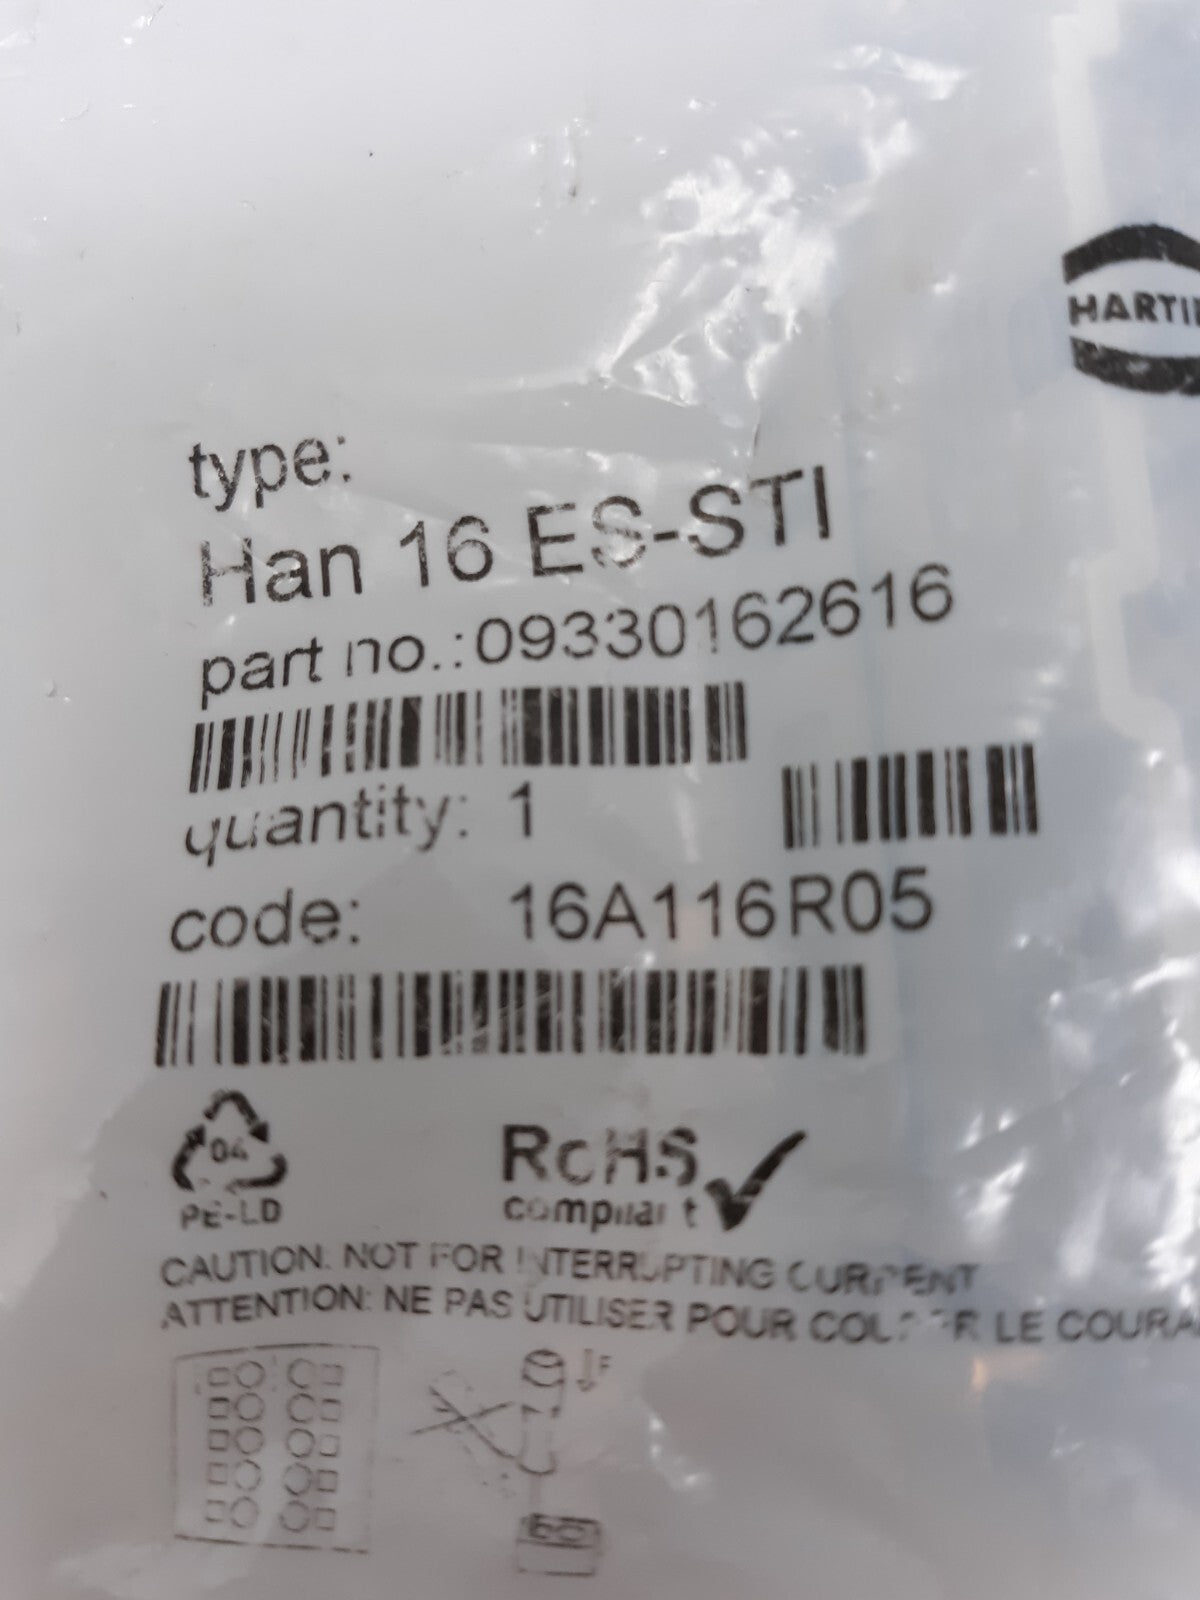 HARTI
type:
Han 16 ES-STI
part no.:09330162616
quantity: 1
code: 16A116R05
04
PE-LD
RoHS
compliant
CAUTION: NOT FOR INTERRUPTING CURRENT
ATTENTION: NE PAS UTILISER POUR COUPER LE COURA
F